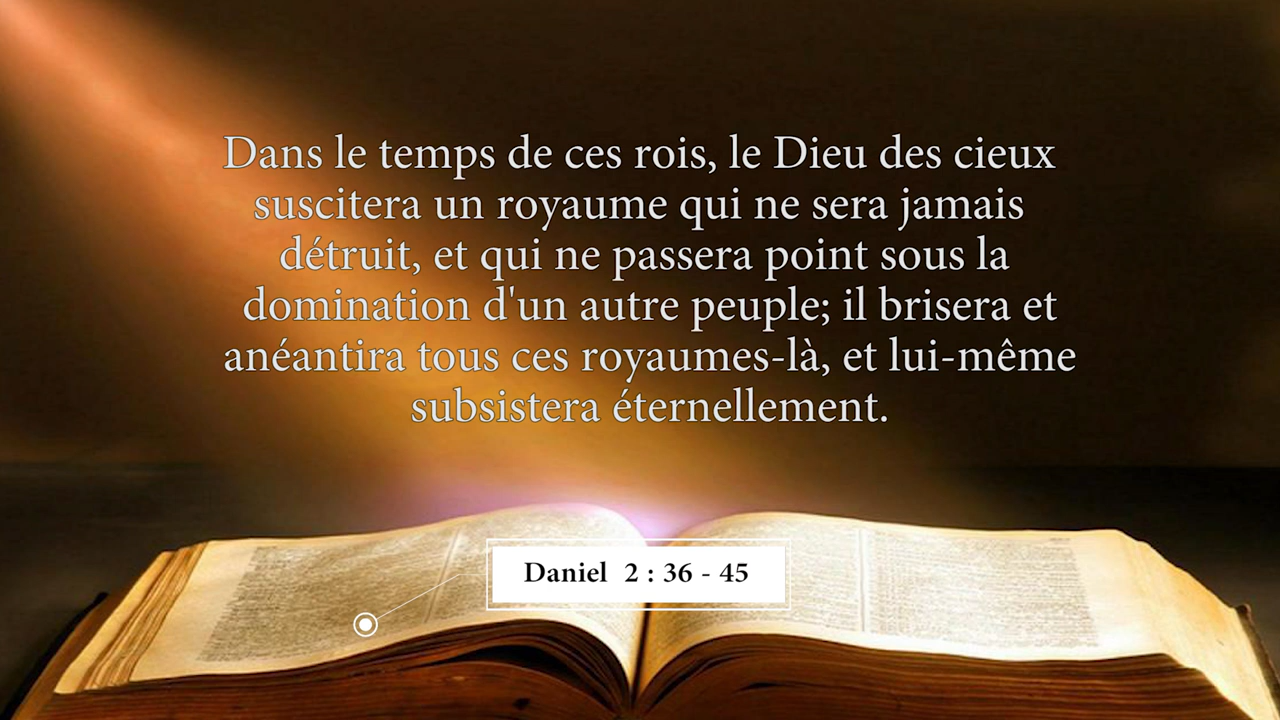 Dans le temps de ces rois, le Dieu des cieux
suscitera un royaume qui ne sera jamais
détruit, et qui ne passera point sous la
domination d'un autre peuple; il brisera et
anéantira tous ces royaumes-là, et lui-même
subsistera éternellement.
Daniel 2 : 36 - 45